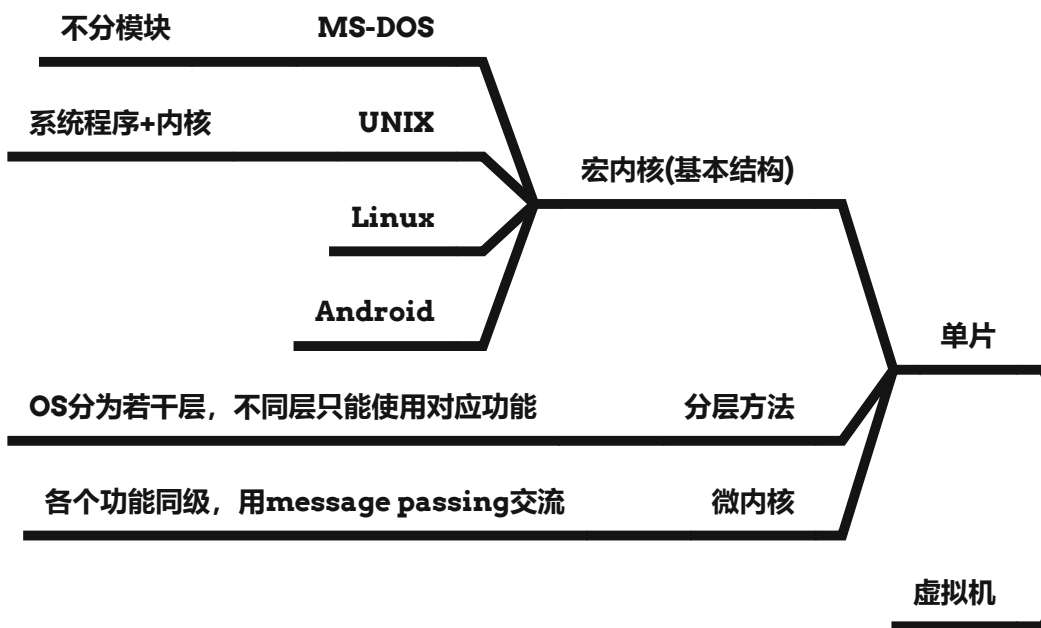 不分模块 MS-DOS
系统程序+内核 UNIX
宏内核(基本结构)
Linux
Android
单片
OS分为若干层，不同层只能使用对应功能 分层方法
各个功能同级，用message passing交流 微内核
虚拟机